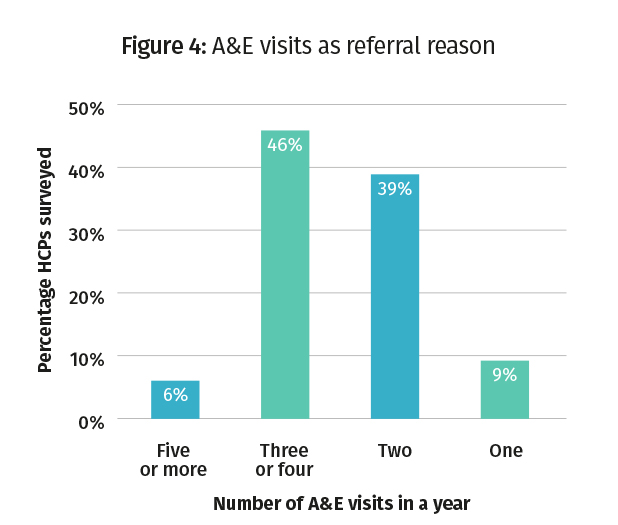 Figure 4: A&E visits as referral reason
Percentage HCPs surveyed
50%
40%
30%
20%
10%
0%
46%
39%
6%
9%
Five
or more
Three
or four
Two
One
Number of A&E visits in a year